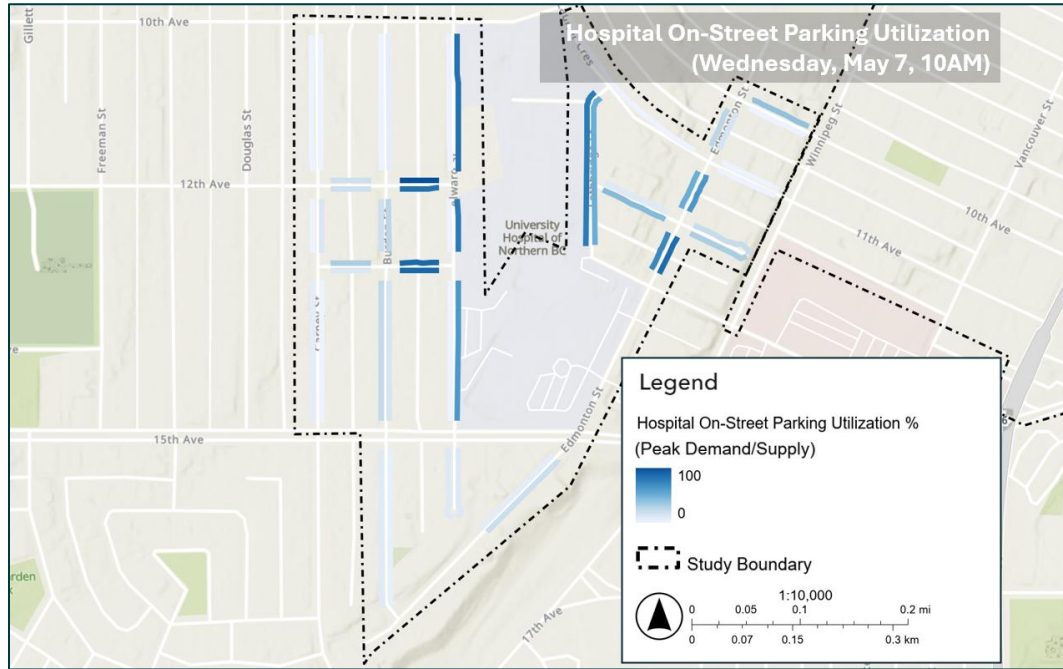 Hospital On-Street Parking Utilization
(Wednesday, May 7, 10AM)
Gillett
10th Ave
Freeman St
Douglas St
12th Ave
Edmonton St
Winnipeg St
Vancouver St
10th Ave
11th Ave
University
Hospital of
Northern BC
15th Ave
Edmonton St
17th Ave
Legend
Hospital On-Street Parking Utilization %
(Peak Demand/Supply)
100
0
Study Boundary
1:10,000
0 0.05 0.1 0.2 mi
0 0.07 0.15 0.3 km